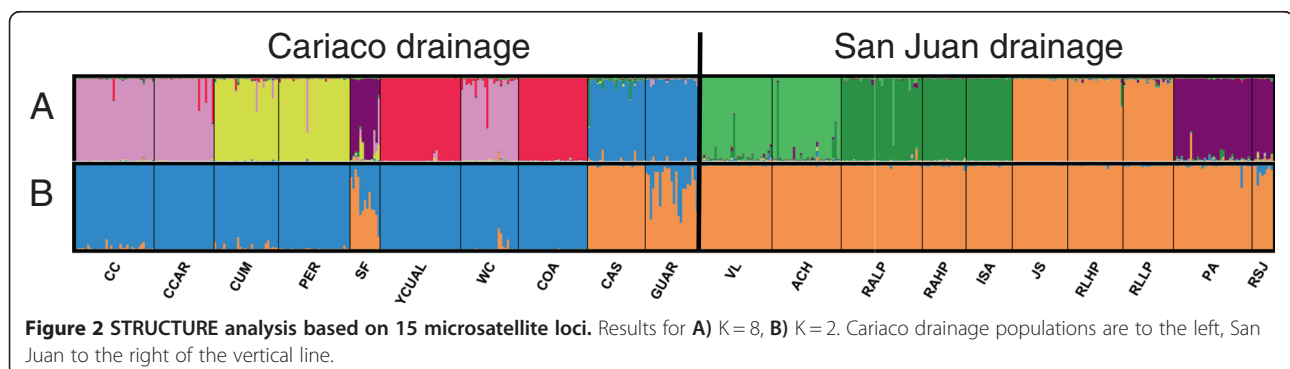 Cariaco drainage San Juan drainage
A
B
CC CCAR CUM PER SF YCUAL WC COA CAS GUAR VL ACH RALP RAHP ISA JS RLHP RLLP PA RSJ
Figure 2 STRUCTURE analysis based on 15 microsatellite loci. Results for A) K = 8, B) K = 2. Cariaco drainage populations are to the left, San
Juan to the right of the vertical line.